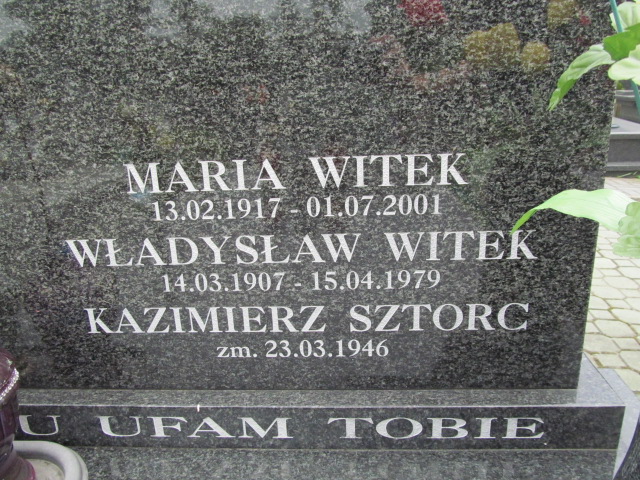 MARIA WITEK
13.02.1917 - 01.07.2001
WŁADYSŁAW WITEK
14.03.1907 - 15.04.1979
KAZIMIERZ SZTORC
zm. 23.03.1946
U UFAM TOBIE